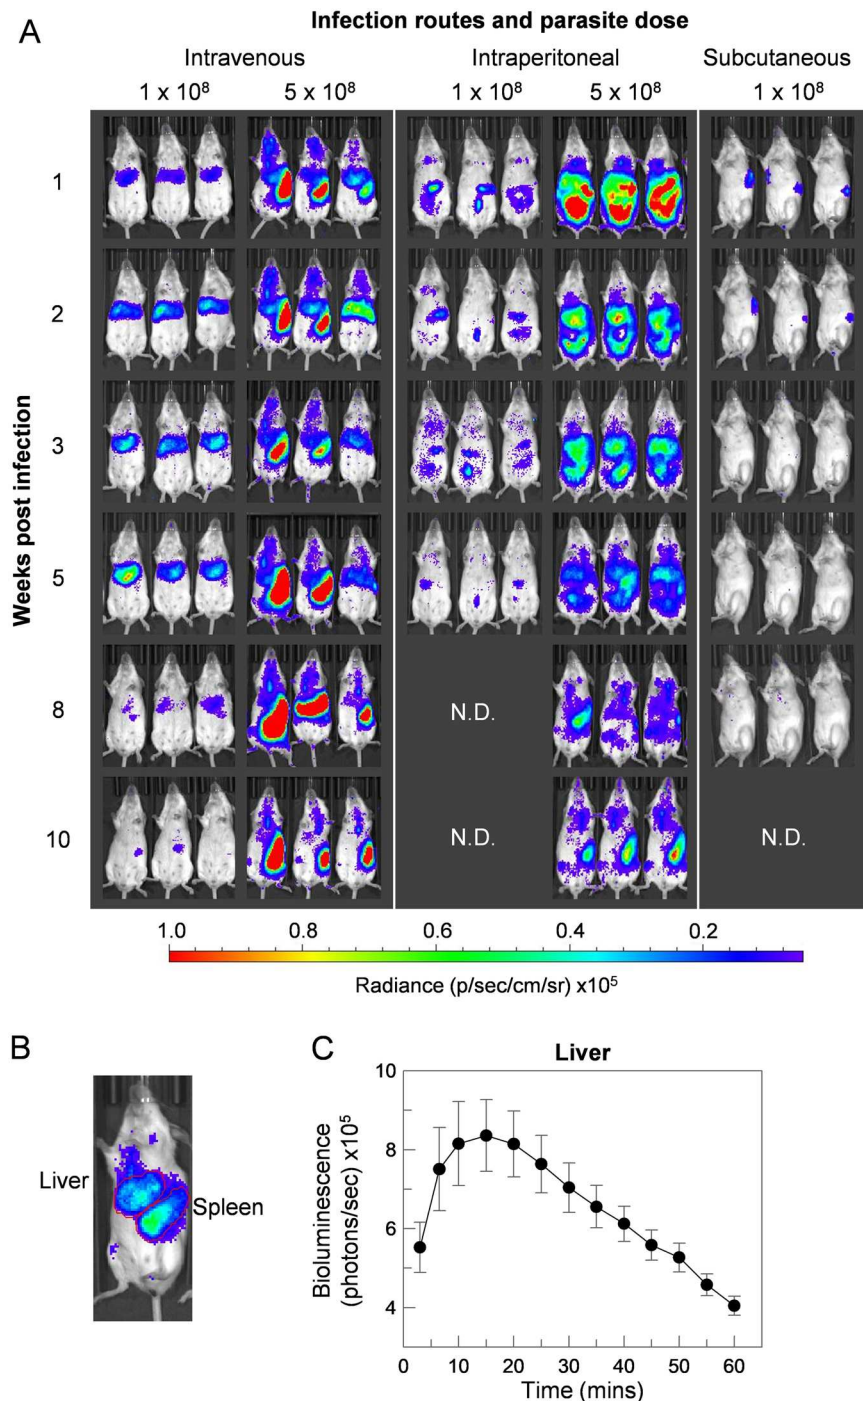 A
Infection routes and parasite dose
Intravenous
Intraperitoneal
Subcutaneous
1 x 10⁸
5 x 10⁸
1 x 10⁸
5 x 10⁸
1 x 10⁸
Weeks post infection
1
2
3
5
8
N.D.
10
N.D.
N.D.
1.0
0.8
0.6
0.4
0.2
Radiance (p/sec/cm/sr) x10⁵
B
Liver
Spleen
C
Liver
Bioluminescence
(photons/sec) x10⁵
10
8
6
4
0
10
20
30
40
50
60
Time (mins)